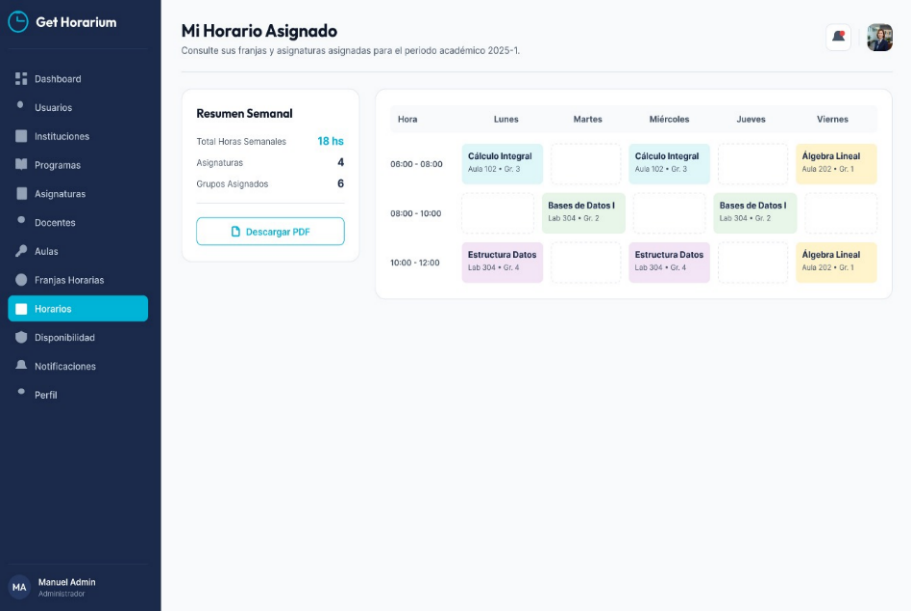 Get Horarium
Dashboard
Usuarios
Instituciones
Programas
Asignaturas
Docentes
Aulas
Franjas Horarias
Horarios
Disponibilidad
Notificaciones
Perfil
MA
Manuel Admin
Administrador
Mi Horario Asignado
Consulte sus franjas y asignaturas asignadas para el periodo académico 2025-1.
Resumen Semanal
Total Horas Semanales 18 hs
Asignaturas 4
Grupos Asignados 6
Descargar PDF
Hora Lunes Martes Miércoles Jueves Viernes
06:00 - 08:00
Cálculo Integral
Aula 102 • Gr. 3
Cálculo Integral
Aula 102 • Gr. 3
Álgebra Lineal
Aula 202 • Gr. 1
08:00 - 10:00
Bases de Datos I
Lab 304 • Gr. 2
Bases de Datos I
Lab 304 • Gr. 2
10:00 - 12:00
Estructura Datos
Lab 304 • Gr. 4
Estructura Datos
Lab 304 • Gr. 4
Álgebra Lineal
Aula 202 • Gr. 1